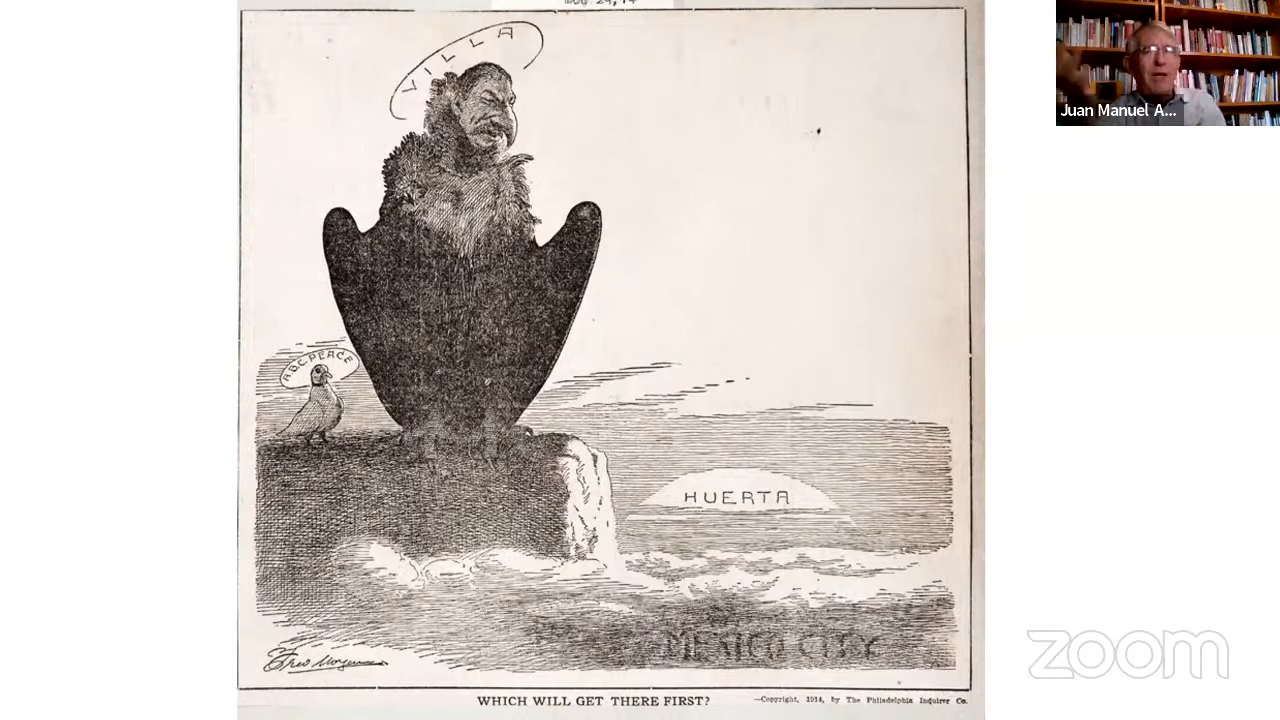 VILLA
Juan Manuel A...
A.B.C. PEACE
HUERTA
MEXICO CITY
WHICH WILL GET THERE FIRST?
—Copyright, 1914, by The Philadelphia Inquirer Co.
zoom